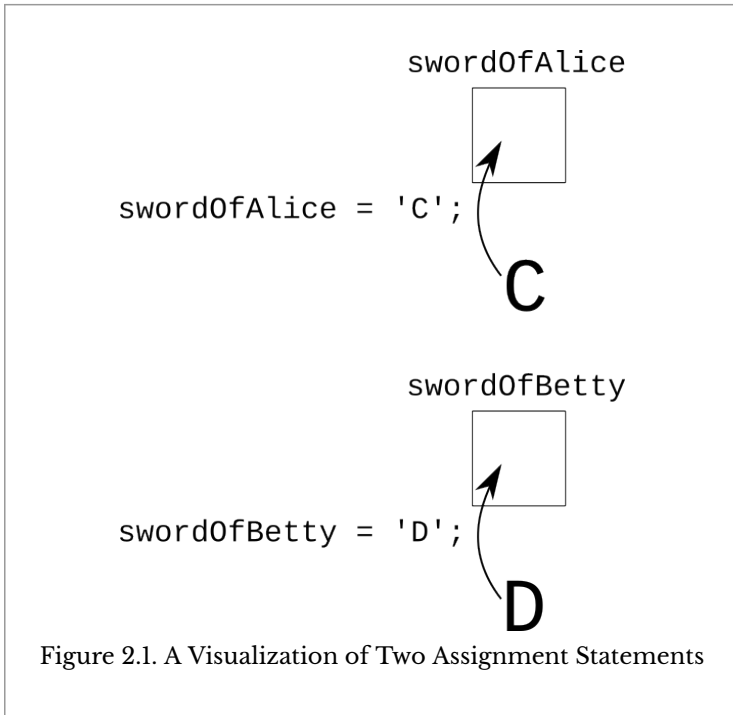 swordOfAlice
swordOfAlice = 'C';
C
swordOfBetty
swordOfBetty = 'D';
D
Figure 2.1. A Visualization of Two Assignment Statements